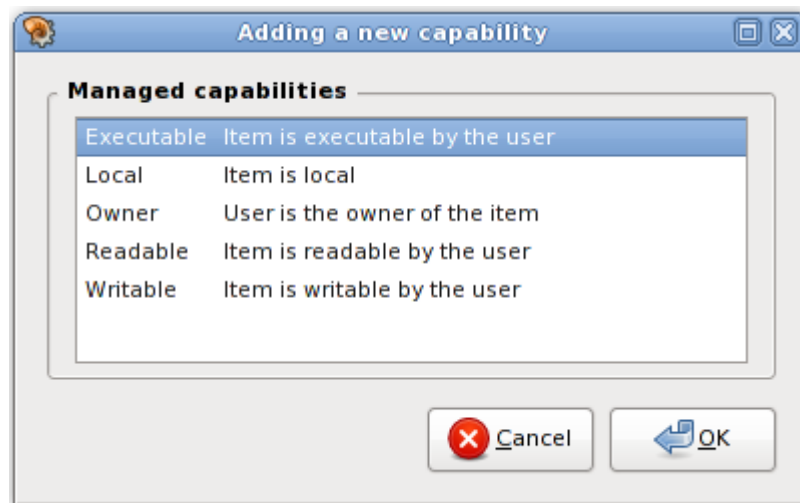 Adding a new capability
Managed capabilities
Executable Item is executable by the user
Local Item is local
Owner User is the owner of the item
Readable Item is readable by the user
Writable Item is writable by the user
Cancel OK